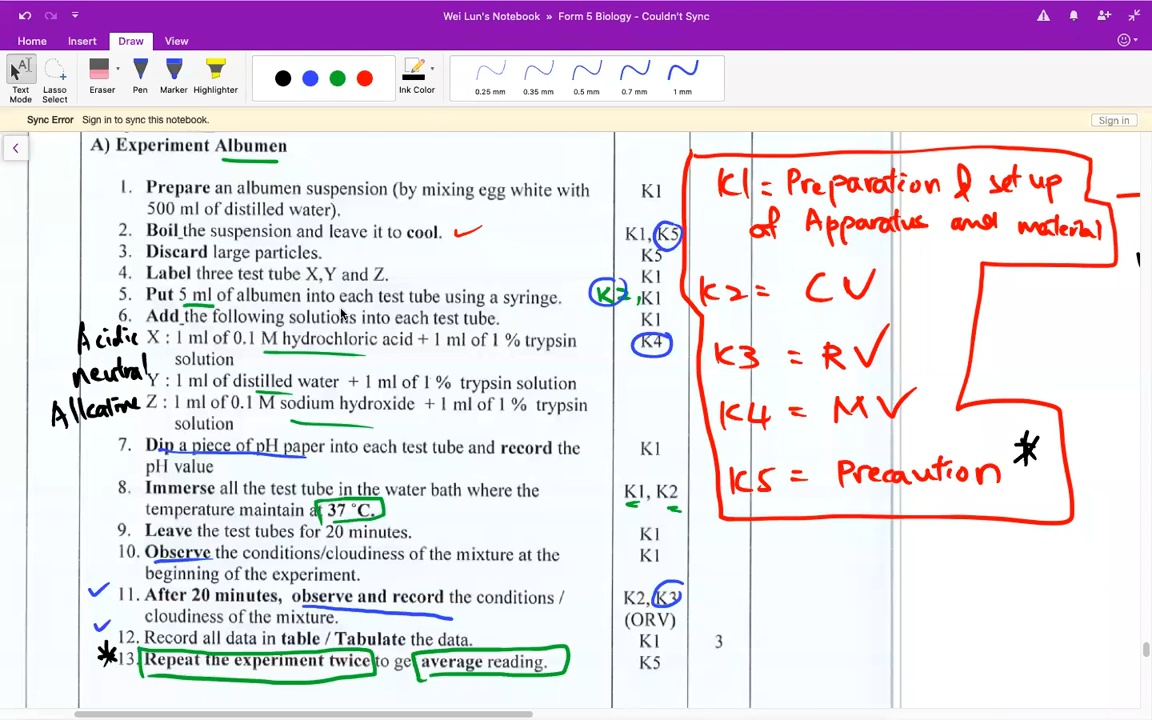 Wei Lun's Notebook » Form 5 Biology - Couldn't Sync
Home Insert Draw View
Text Mode
Lasso Select
Eraser
Pen
Marker
Highlighter
Ink Color
0.25 mm 0.35 mm 0.5 mm 0.7 mm 1 mm
Sync Error Sign in to sync this notebook.
Sign in
A) Experiment Albumen
1. Prepare an albumen suspension (by mixing egg white with K1
500 ml of distilled water).
2. Boil the suspension and leave it to cool. K1, K5
3. Discard large particles. K5
4. Label three test tube X,Y and Z. K1
5. Put 5 ml of albumen into each test tube using a syringe. K2, K1
6. Add the following solutions into each test tube. K1
Acidic X : 1 ml of 0.1 M hydrochloric acid + 1 ml of 1 % trypsin K4
solution
neutral Y : 1 ml of distilled water + 1 ml of 1 % trypsin solution
Alkaline Z : 1 ml of 0.1 M sodium hydroxide + 1 ml of 1 % trypsin
solution
7. Dip a piece of pH paper into each test tube and record the K1
pH value
8. Immerse all the test tube in the water bath where the K1, K2
temperature maintain at 37 °C.
9. Leave the test tubes for 20 minutes. K1
10. Observe the conditions/cloudiness of the mixture at the K1
beginning of the experiment.
11. After 20 minutes, observe and record the conditions / K2, K3
cloudiness of the mixture. (ORV)
12. Record all data in table / Tabulate the data. K1 3
* 13. Repeat the experiment twice to ge average reading. K5
K1 = Preparation & set up
of Apparatus and material
K2 = CV
K3 = RV
K4 = MV
K5 = Precaution *